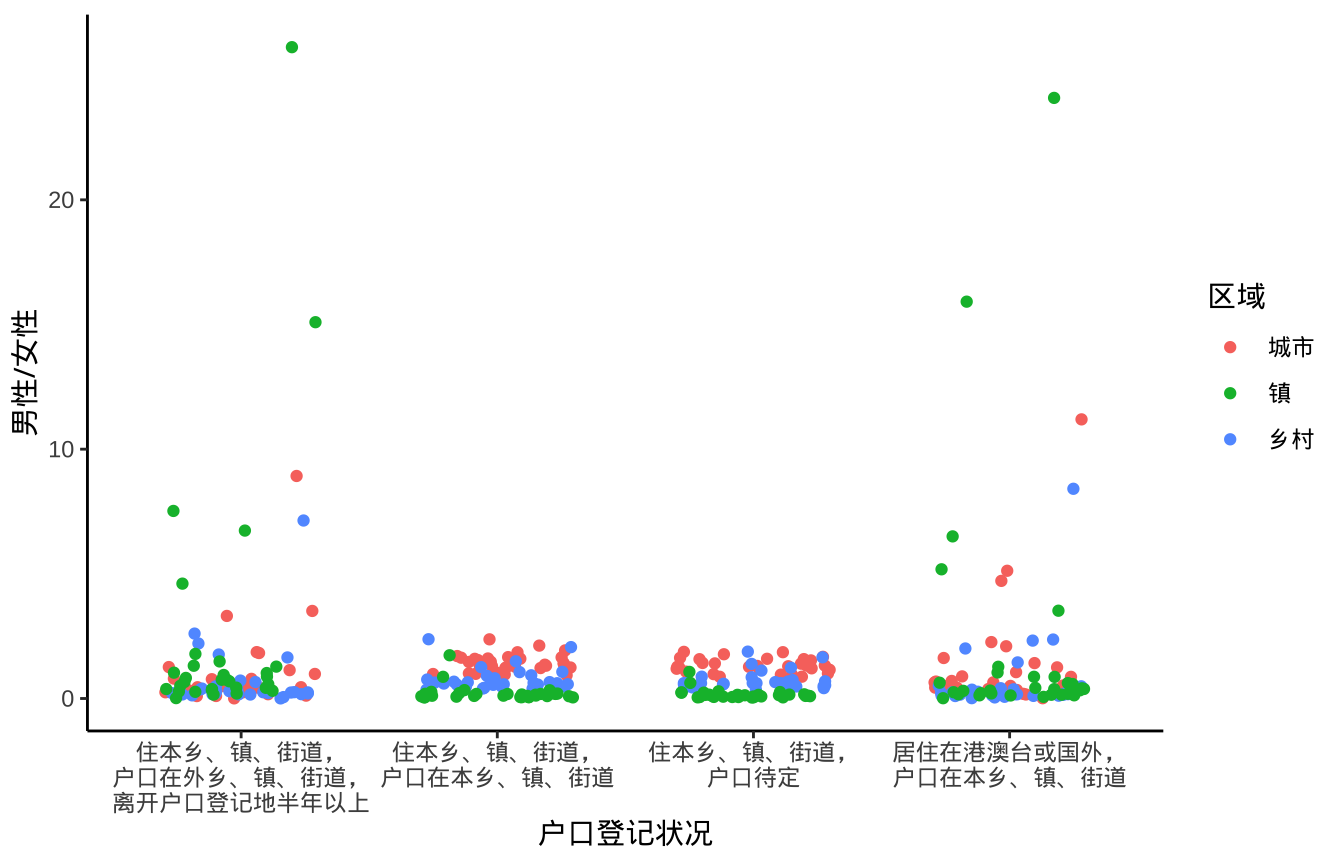 男性/女性
20
10
0
住本乡、镇、街道，
户口在外乡、镇、街道，
离开户口登记地半年以上
住本乡、镇、街道，
户口在本乡、镇、街道
住本乡、镇、街道，
户口待定
居住在港澳台或国外，
户口在本乡、镇、街道
户口登记状况
区域
城市
镇
乡村